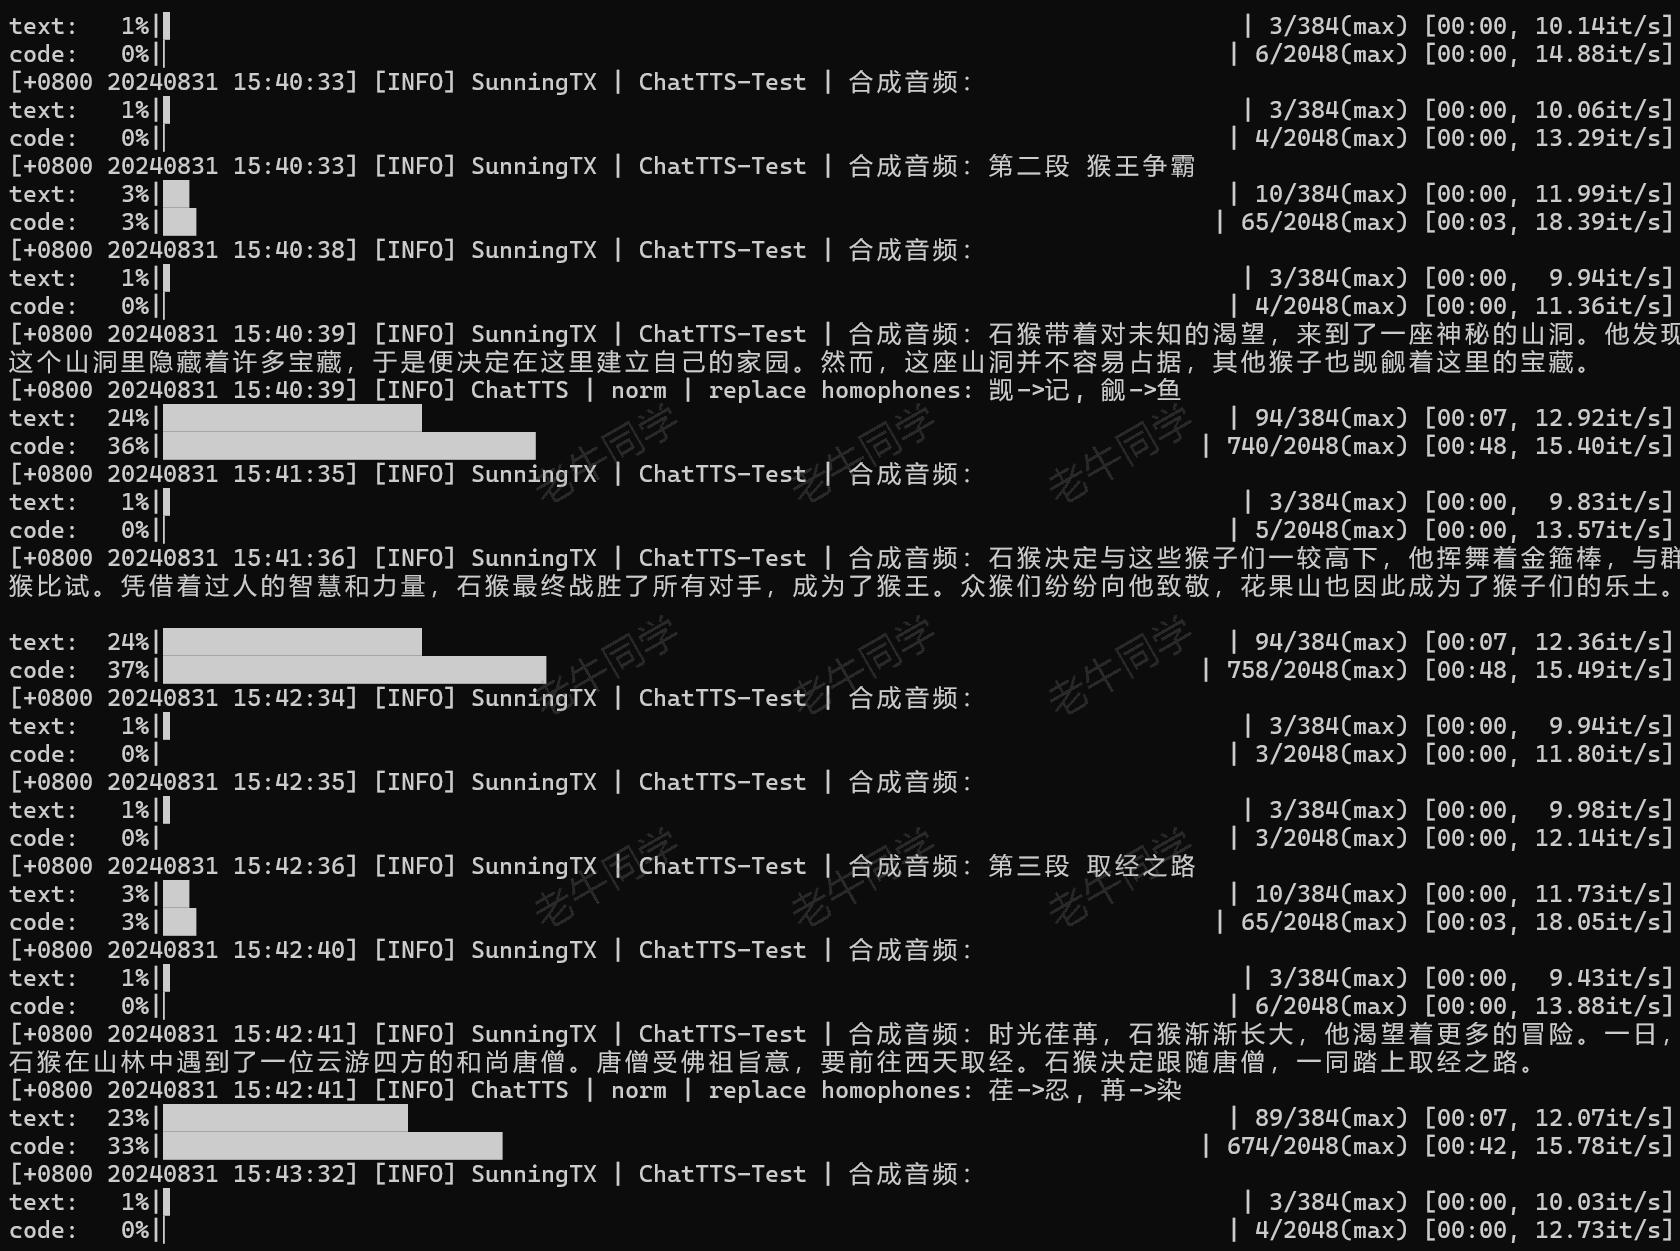 text:   1%| | 3/384(max) [00:00, 10.14it/s]
code:   0%| | 6/2048(max) [00:00, 14.88it/s]
[+0800 20240831 15:40:33] [INFO] SunningTX | ChatTTS-Test | 合成音频：
text:   1%| | 3/384(max) [00:00, 10.06it/s]
code:   0%| | 4/2048(max) [00:00, 13.29it/s]
[+0800 20240831 15:40:33] [INFO] SunningTX | ChatTTS-Test | 合成音频：第二段 猴王争霸
text:   3%| | 10/384(max) [00:00, 11.99it/s]
code:   3%| | 65/2048(max) [00:03, 18.39it/s]
[+0800 20240831 15:40:38] [INFO] SunningTX | ChatTTS-Test | 合成音频：
text:   1%| | 3/384(max) [00:00,  9.94it/s]
code:   0%| | 4/2048(max) [00:00, 11.36it/s]
[+0800 20240831 15:40:39] [INFO] SunningTX | ChatTTS-Test | 合成音频：石猴带着对未知的渴望，来到了一座神秘的山洞。他发现
这个山洞里隐藏着许多宝藏，于是便决定在这里建立自己的家园。然而，这座山洞并不容易占据，其他猴子也觊觎着这里的宝藏。
[+0800 20240831 15:40:39] [INFO] ChatTTS | norm | replace homophones: 觊->记, 觎->鱼
text:  24%| | 94/384(max) [00:07, 12.92it/s]
code:  36%| | 740/2048(max) [00:48, 15.40it/s]
[+0800 20240831 15:41:35] [INFO] SunningTX | ChatTTS-Test | 合成音频：
text:   1%| | 3/384(max) [00:00,  9.83it/s]
code:   0%| | 5/2048(max) [00:00, 13.57it/s]
[+0800 20240831 15:41:36] [INFO] SunningTX | ChatTTS-Test | 合成音频：石猴决定与这些猴子们一较高下，他挥舞着金箍棒，与群
猴比试。凭借着过人的智慧和力量，石猴最终战胜了所有对手，成为了猴王。众猴们纷纷向他致敬，花果山也因此成为了猴子们的乐土。
text:  24%| | 94/384(max) [00:07, 12.36it/s]
code:  37%| | 758/2048(max) [00:48, 15.49it/s]
[+0800 20240831 15:42:34] [INFO] SunningTX | ChatTTS-Test | 合成音频：
text:   1%| | 3/384(max) [00:00,  9.94it/s]
code:   0%| | 3/2048(max) [00:00, 11.80it/s]
[+0800 20240831 15:42:35] [INFO] SunningTX | ChatTTS-Test | 合成音频：
text:   1%| | 3/384(max) [00:00,  9.98it/s]
code:   0%| | 3/2048(max) [00:00, 12.14it/s]
[+0800 20240831 15:42:36] [INFO] SunningTX | ChatTTS-Test | 合成音频：第三段 取经之路
text:   3%| | 10/384(max) [00:00, 11.73it/s]
code:   3%| | 65/2048(max) [00:03, 18.05it/s]
[+0800 20240831 15:42:40] [INFO] SunningTX | ChatTTS-Test | 合成音频：
text:   1%| | 3/384(max) [00:00,  9.43it/s]
code:   0%| | 6/2048(max) [00:00, 13.88it/s]
[+0800 20240831 15:42:41] [INFO] SunningTX | ChatTTS-Test | 合成音频：时光荏苒，石猴渐渐长大，他渴望着更多的冒险。一日，
石猴在山林中遇到了一位云游四方的和尚唐僧。唐僧受佛祖旨意，要前往西天取经。石猴决定跟随唐僧，一同踏上取经之路。
[+0800 20240831 15:42:41] [INFO] ChatTTS | norm | replace homophones: 荏->忍, 苒->染
text:  23%| | 89/384(max) [00:07, 12.07it/s]
code:  33%| | 674/2048(max) [00:42, 15.78it/s]
[+0800 20240831 15:43:32] [INFO] SunningTX | ChatTTS-Test | 合成音频：
text:   1%| | 3/384(max) [00:00, 10.03it/s]
code:   0%| | 4/2048(max) [00:00, 12.73it/s]
老牛同学 老牛同学 老牛同学
老牛同学 老牛同学 老牛同学
老牛同学 老牛同学 老牛同学